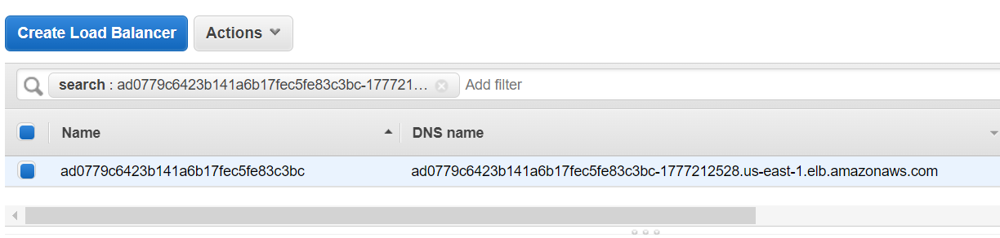 Create Load Balancer Actions
search : ad0779c6423b141a6b17fec5fe83c3bc-177721… Add filter
Name DNS name
ad0779c6423b141a6b17fec5fe83c3bc ad0779c6423b141a6b17fec5fe83c3bc-1777212528.us-east-1.elb.amazonaws.com